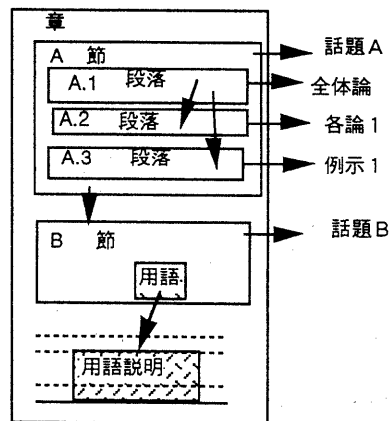 章
A 節
話題A
A.1 段落
全体論
A.2 段落
各論1
A.3 段落
例示1
B 節
話題B
用語
用語説明